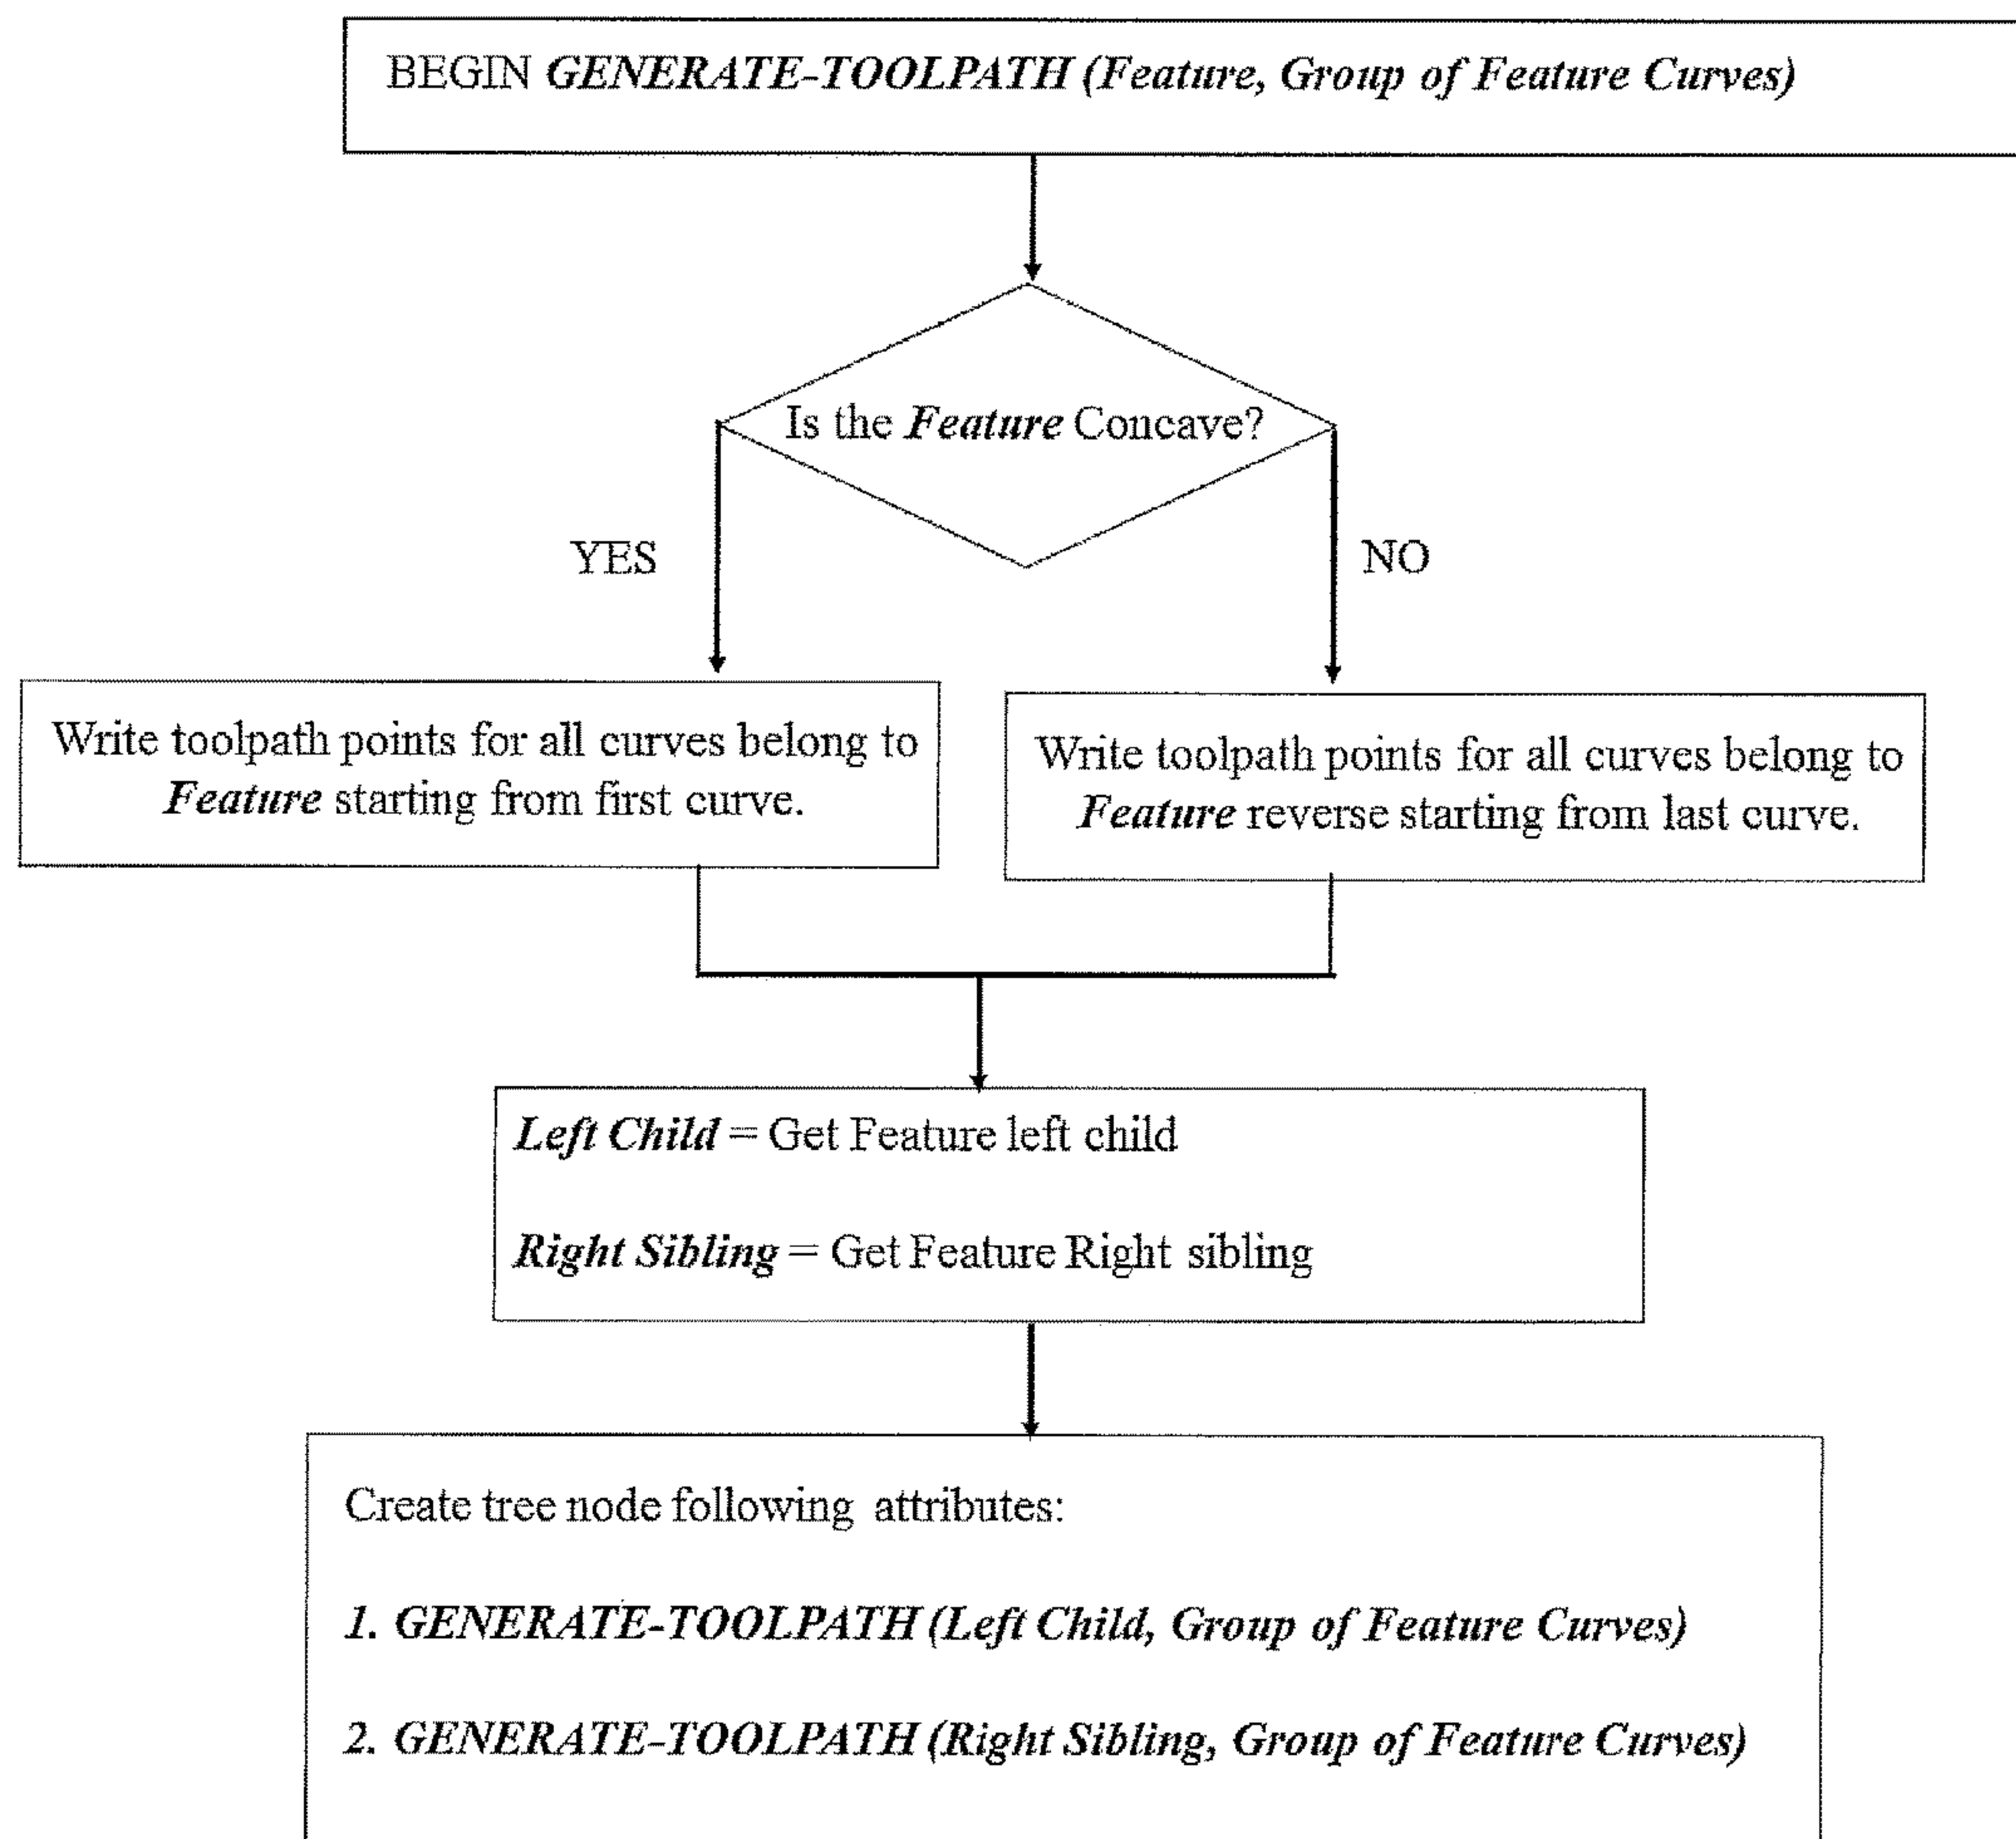 BEGIN GENERATE-TOOLPATH (Feature, Group of Feature Curves)
Is the Feature Concave?
YES
NO
Write toolpath points for all curves belong to
Feature starting from first curve.
Write toolpath points for all curves belong to
Feature reverse starting from last curve.
Left Child = Get Feature left child
Right Sibling = Get Feature Right sibling
Create tree node following attributes:
1. GENERATE-TOOLPATH (Left Child, Group of Feature Curves)
2. GENERATE-TOOLPATH (Right Sibling, Group of Feature Curves)